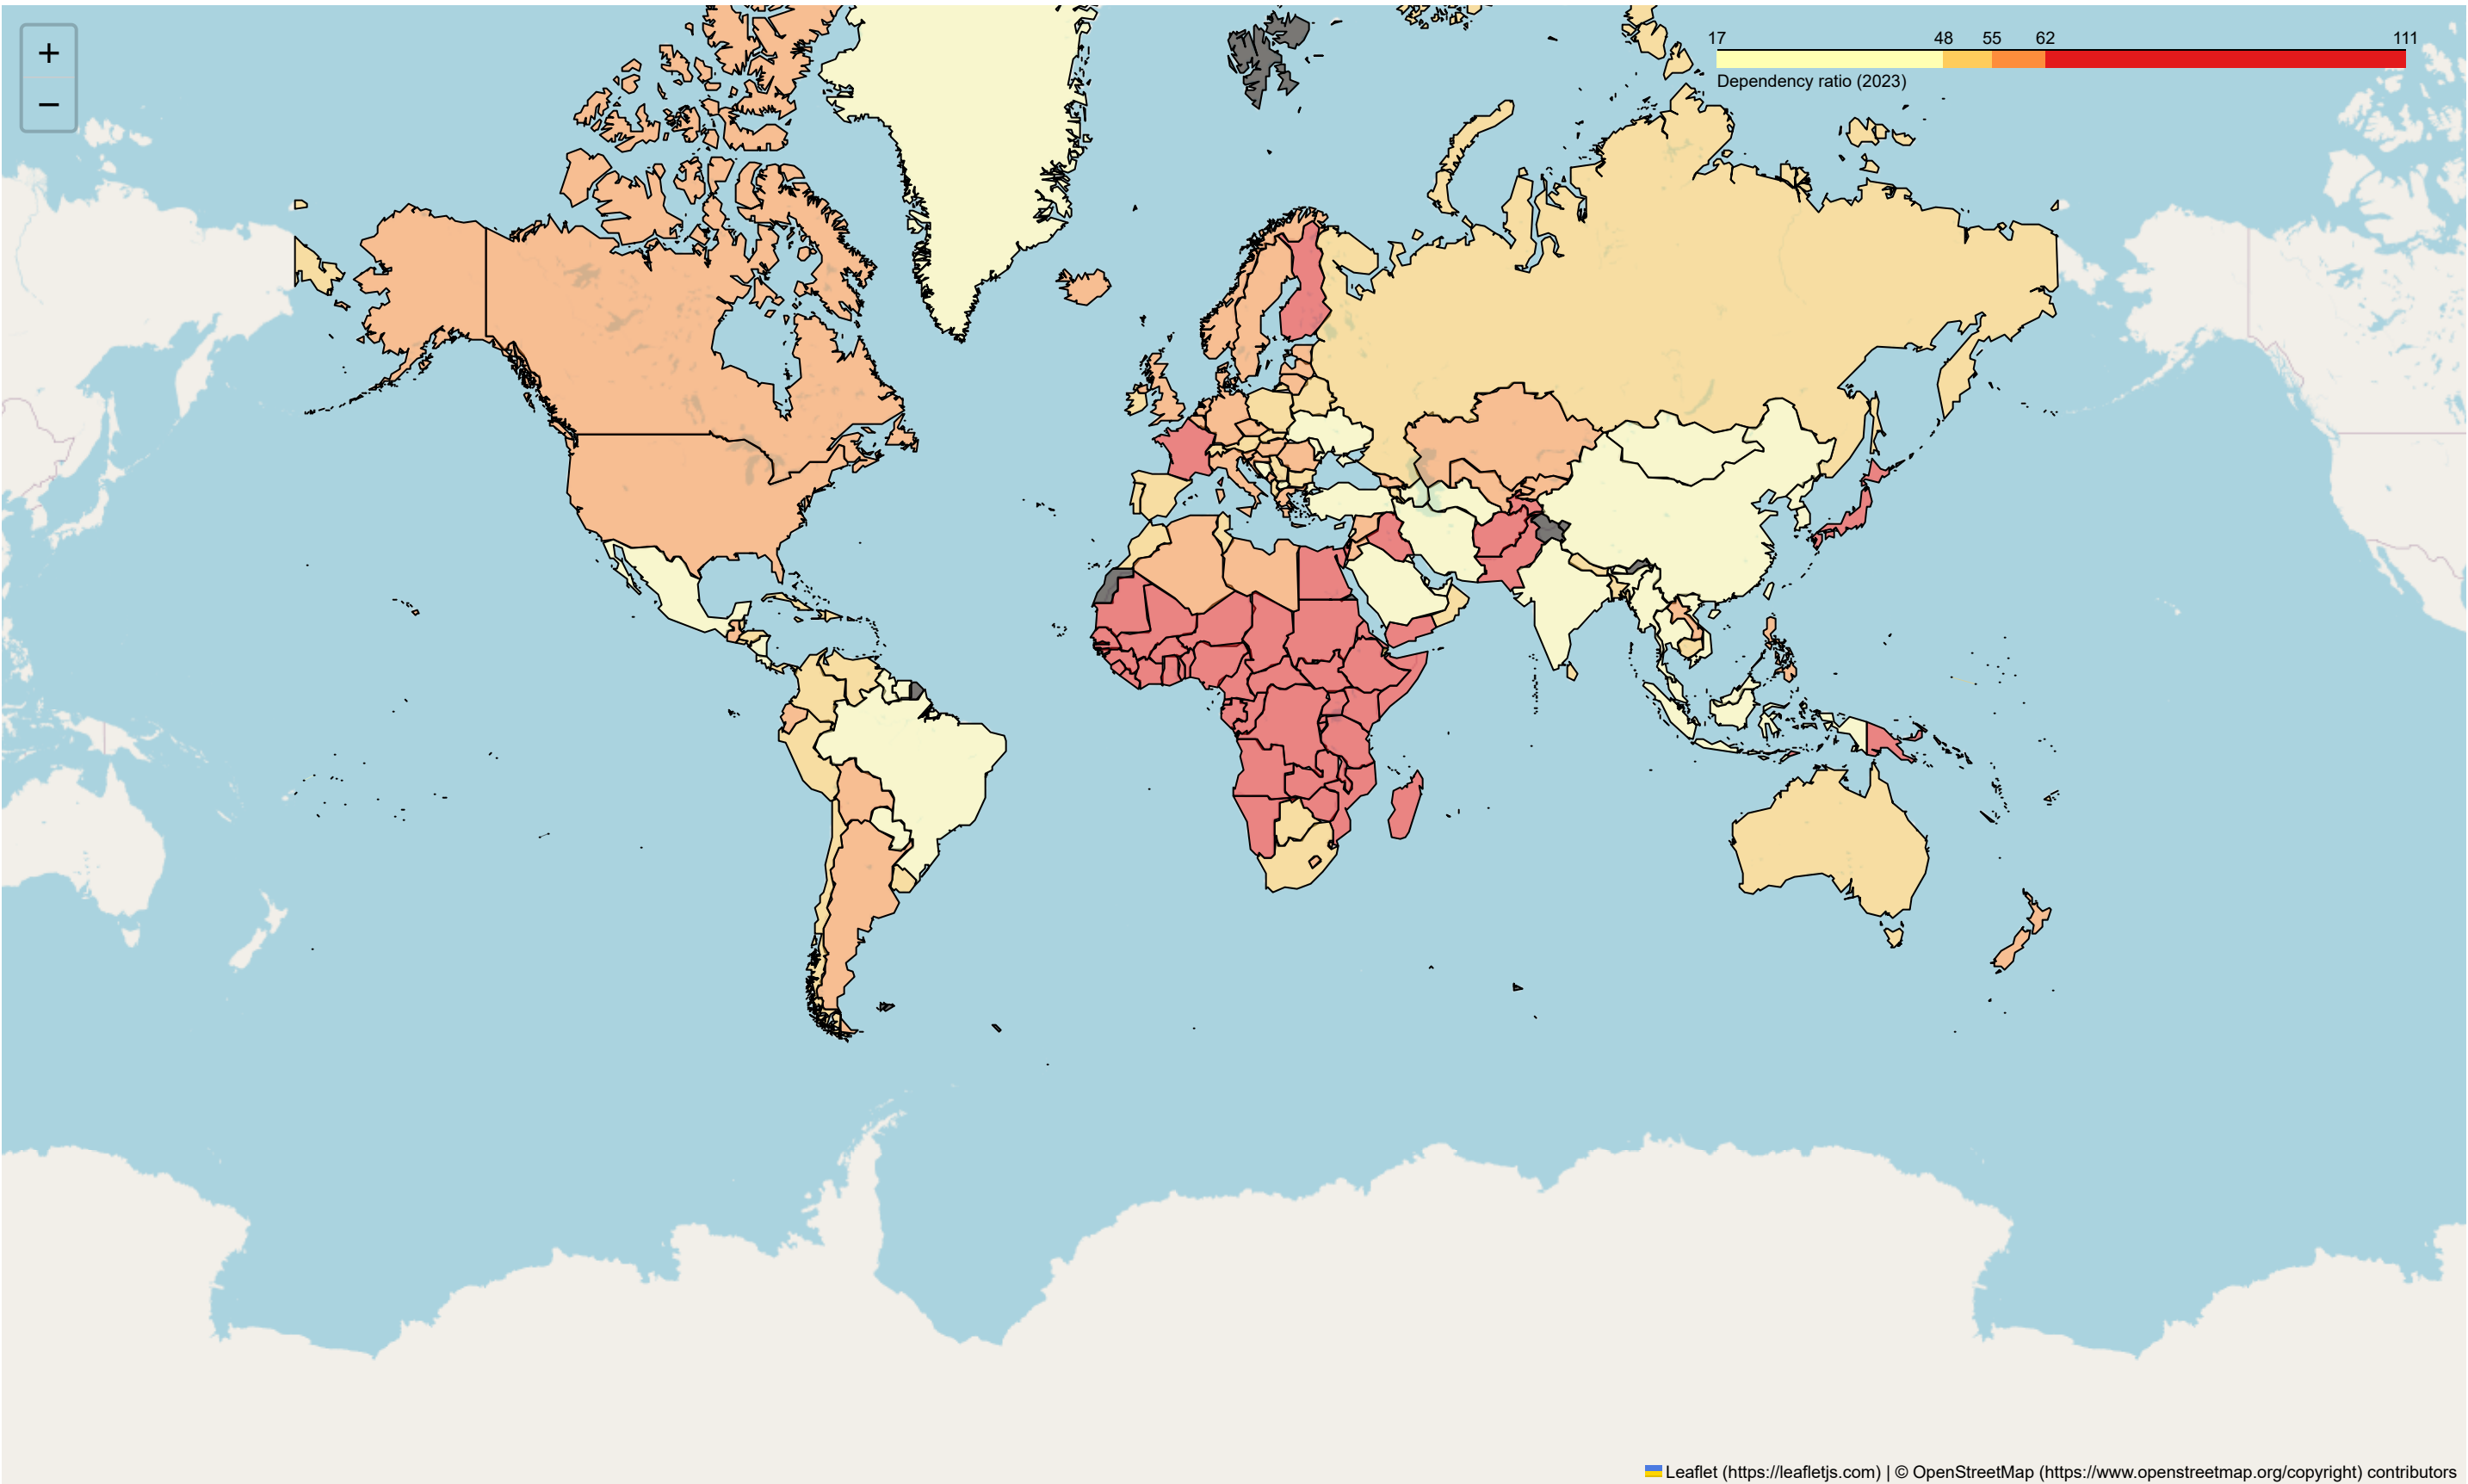 +
−
17 48 55 62 111
Dependency ratio (2023)
Leaflet (https://leafletjs.com) | © OpenStreetMap (https://www.openstreetmap.org/copyright) contributors